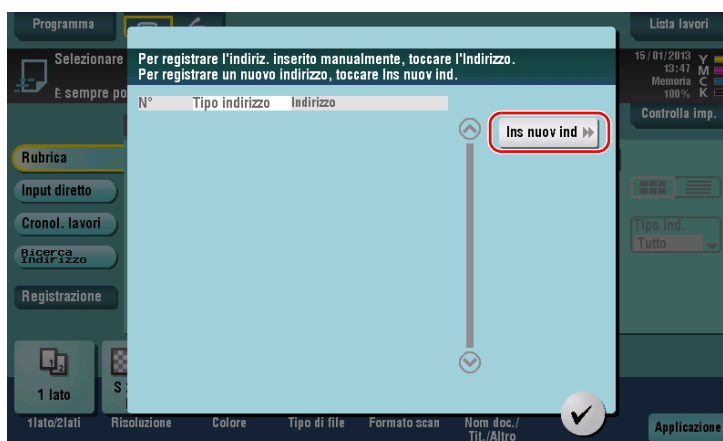 Programma
Lista lavori
Selezionare
Per registrare l'indiriz. inserito manualmente, toccare l'Indirizzo.
Per registrare un nuovo indirizzo, toccare Ins nuov ind.
15/01/2013 Y
13:47 M
Memoria C
100% K
È sempre po
N° Tipo indirizzo Indirizzo
Controlla imp.
Ins nuov ind
Rubrica
Input diretto
Cronol. lavori
Ricerca
Indirizzo
Tipo ind.
Tutto
Registrazione
1 2
1 lato
S
1lato/2lati Risoluzione Colore Tipo di file Formato scan Nom doc./
Tit./Altro
Applicazione